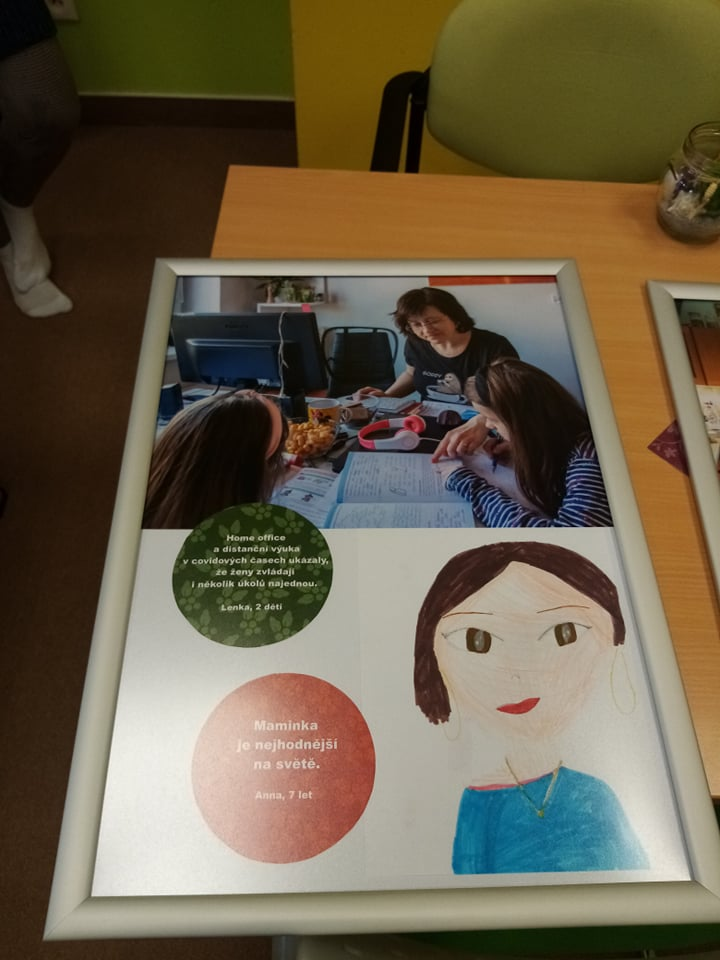 Home office
a distanční výuka
v covidových časech ukázaly,
že ženy zvládají
i několik úkolů najednou.
Lenka, 2 děti
Maminka
je nejhodnější
na světě.
Anna, 7 let